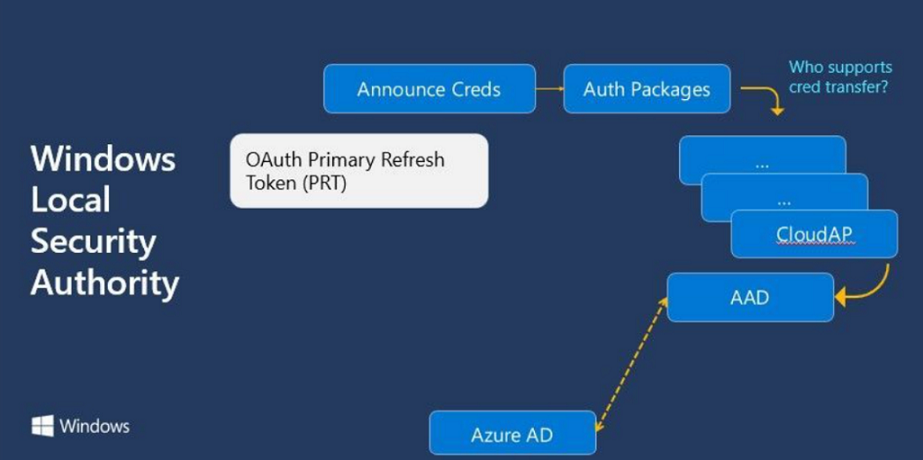 Announce Creds
Auth Packages
Who supports
cred transfer?
Windows
Local
Security
Authority
OAuth Primary Refresh
Token (PRT)
...
...
CloudAP
AAD
Azure AD
Windows